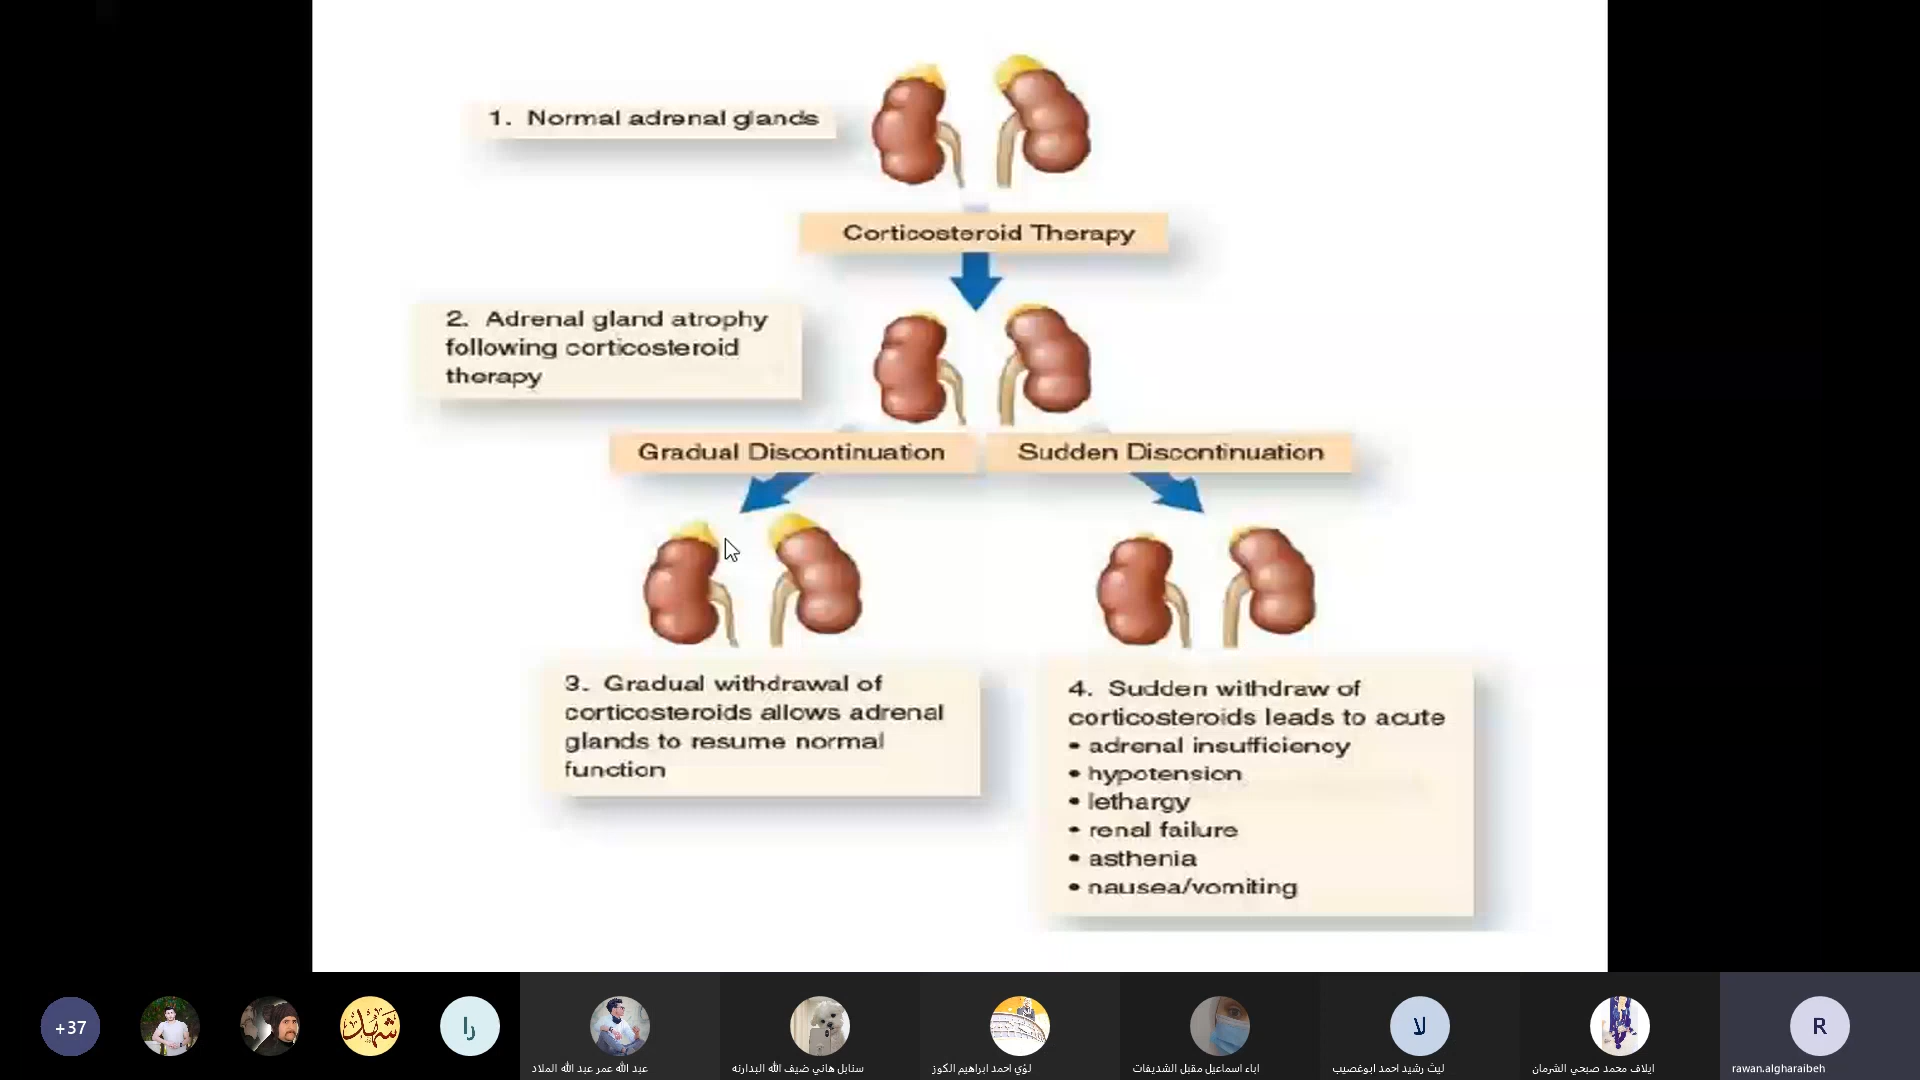 1. Normal adrenal glands
Corticosteroid Therapy
2. Adrenal gland atrophy
following corticosteroid
therapy
Gradual Discontinuation
Sudden Discontinuation
3. Gradual withdrawal of
corticosteroids allows adrenal
glands to resume normal
function
4. Sudden withdraw of
corticosteroids leads to acute
• adrenal insufficiency
• hypotension
• lethargy
• renal failure
• asthenia
• nausea/vomiting
+37
شهد
را
لا
R
عبد الله عمر عبد الله الملاد
سنابل هاني ضيف الله البدارنه
لؤي احمد ابراهيم الكوز
اباء اسماعيل مقبل الشديفات
ليث رشيد احمد ابوغصيب
ايلاف محمد صبحي الشرمان
rawan.algharaibeh